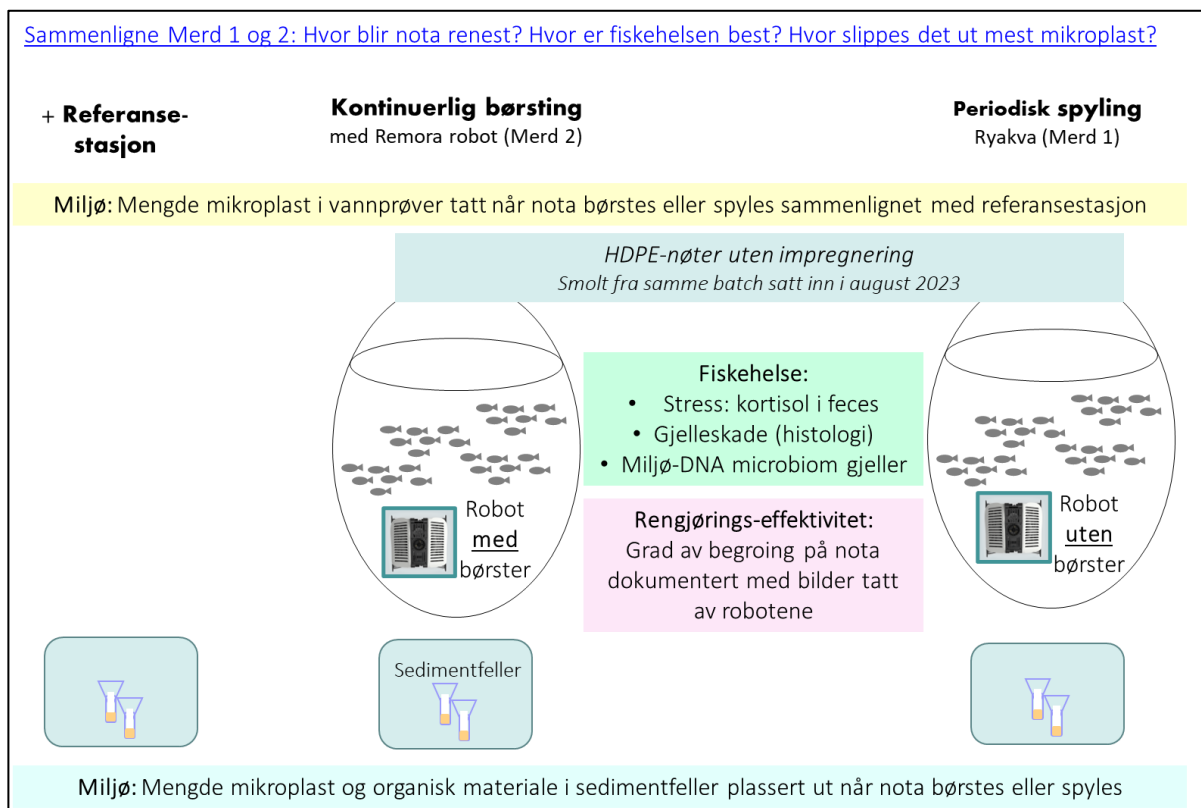 Sammenligne Merd 1 og 2: Hvor blir nota renest? Hvor er fiskehelsen best? Hvor slippes det ut mest mikroplast?
+ Referanse-
stasjon
Kontinuerlig børsting
med Remora robot (Merd 2)
Periodisk spyling
Ryakva (Merd 1)
Miljø: Mengde mikroplast i vannprøver tatt når nota børstes eller spyles sammenlignet med referansestasjon
HDPE-nøter uten impregnering
Smolt fra samme batch satt inn i august 2023
Fiskehelse:
• Stress: kortisol i feces
• Gjelleskade (histologi)
• Miljø-DNA microbiom gjeller
Robot
med
børster
Rengjørings-effektivitet:
Grad av begroing på nota
dokumentert med bilder tatt
av robotene
Robot
uten
børster
Sedimentfeller
Miljø: Mengde mikroplast og organisk materiale i sedimentfeller plassert ut når nota børstes eller spyles